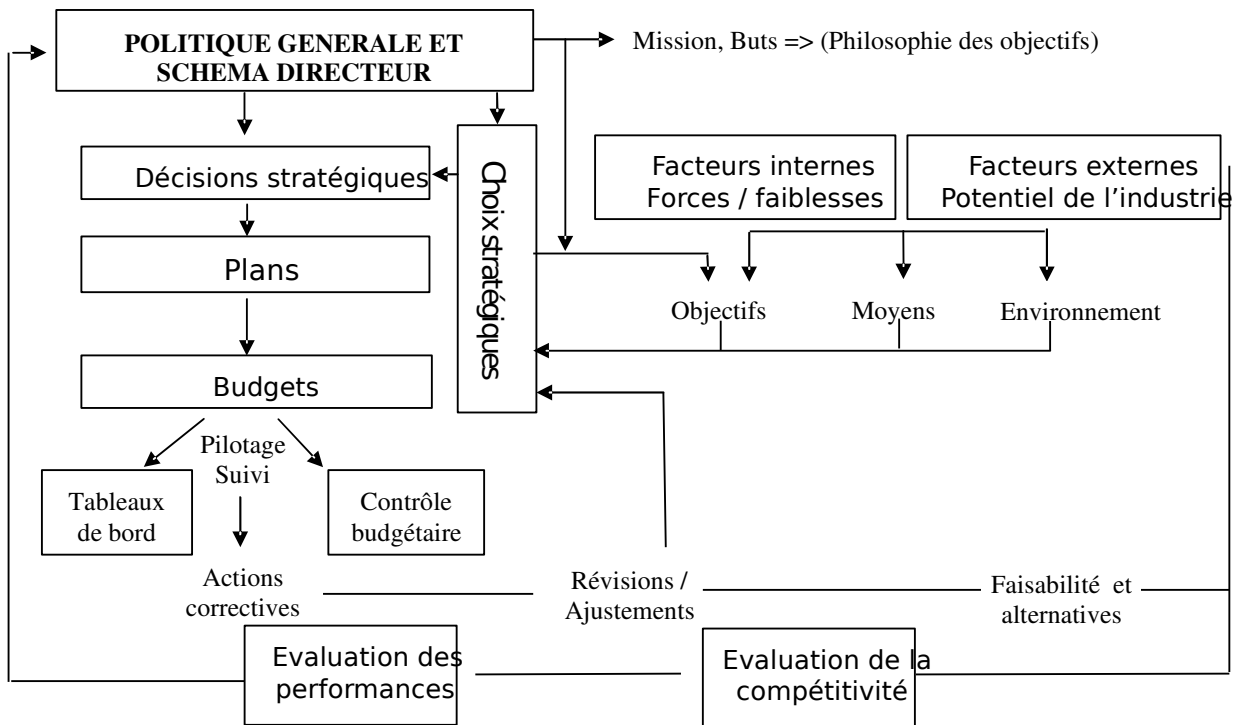 POLITIQUE GENERALE ET
SCHEMA DIRECTEUR
Mission, Buts => (Philosophie des objectifs)
Décisions stratégiques
Choix stratégiques
Facteurs internes
Forces / faiblesses
Facteurs externes
Potentiel de l’industrie
Plans
Objectifs
Moyens
Environnement
Budgets
Pilotage
Suivi
Tableaux
de bord
Contrôle
budgétaire
Actions
correctives
Révisions /
Ajustements
Faisabilité et
alternatives
Evaluation des
performances
Evaluation de la
compétitivité